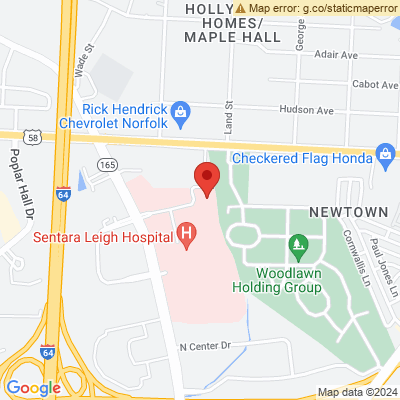 Map error: g.co/staticmaperror
HOLLY
HOMES/
MAPLE HALL
George
Adair Ave
Wade St
Cabot Ave
Rick Hendrick
Chevrolet Norfolk
Land St
Hudson Ave
58
165
Checkered Flag Honda
Poplar Hall Dr
64
NEWTOWN
Sentara Leigh Hospital
H
Cornwallis Ln
Paul Jones Ln
Woodlawn
Holding Group
N Center Dr
64
Google
Map data ©2024